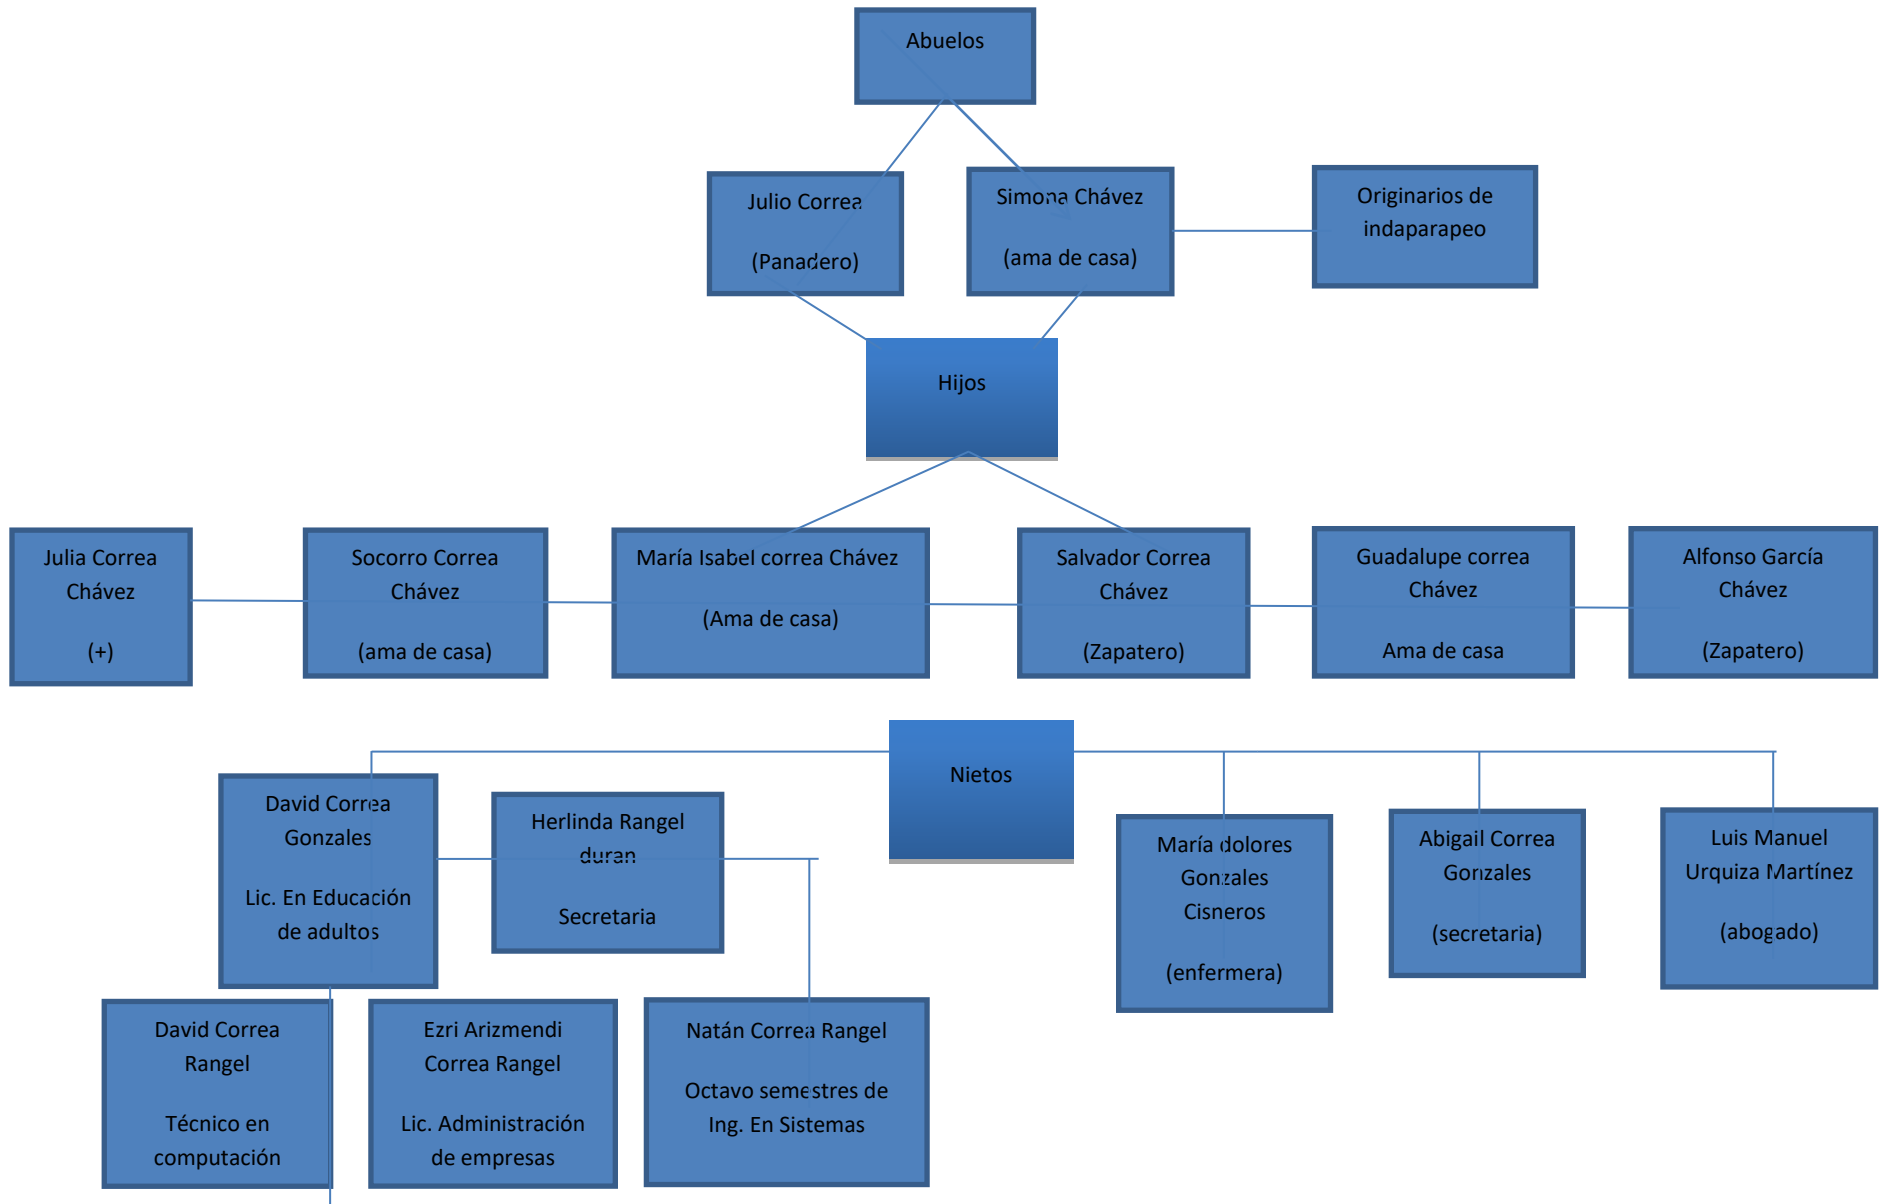 Abuelos
Julio Correa
(Panadero)
Simona Chávez
(ama de casa)
Originarios de
indaparapeo
Hijos
Julia Correa
Chávez
(+)
Socorro Correa
Chávez
(ama de casa)
María Isabel correa Chávez
(Ama de casa)
Salvador Correa
Chávez
(Zapatero)
Guadalupe correa
Chávez
Ama de casa
Alfonso García
Chávez
(Zapatero)
Nietos
David Correa
Gonzales
Lic. En Educación
de adultos
Herlinda Rangel
duran
Secretaria
María dolores
Gonzales
Cisneros
(enfermera)
Abigail Correa
Gonzales
(secretaria)
Luis Manuel
Urquiza Martínez
(abogado)
David Correa
Rangel
Técnico en
computación
Ezri Arizmendi
Correa Rangel
Lic. Administración
de empresas
Natán Correa Rangel
Octavo semestres de
Ing. En Sistemas